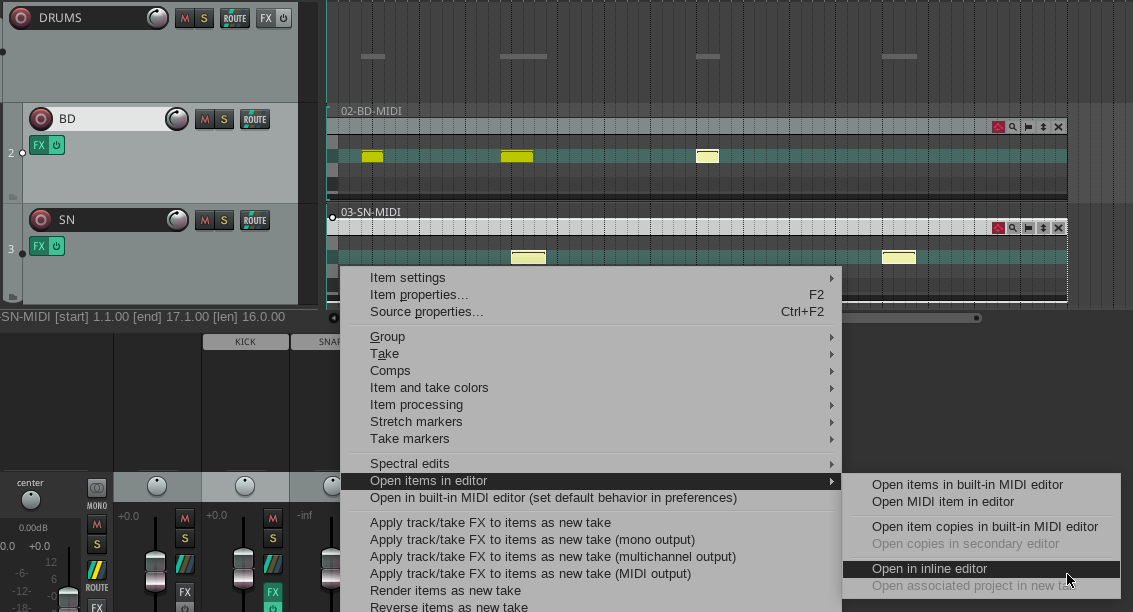 DRUMS M S ROUTE FX
02-BD-MIDI
BD M S ROUTE
FX
2
03-SN-MIDI
SN M S ROUTE
FX
3
SN-MIDI [start] 1.1.00 [end] 17.1.00 [len] 16.0.00
Item settings
Item properties... F2
Source properties... Ctrl+F2
Group
Take
Comps
Item and take colors
Item processing
Stretch markers
Take markers
Spectral edits
Open items in editor
Open in built-in MIDI editor (set default behavior in preferences)
Apply track/take FX to items as new take
Apply track/take FX to items as new take (mono output)
Apply track/take FX to items as new take (multichannel output)
Apply track/take FX to items as new take (MIDI output)
Render items as new take
Reverse items as new take
Open items in built-in MIDI editor
Open MIDI item in editor
Open item copies in built-in MIDI editor
Open copies in secondary editor
Open in inline editor
Open associated project in new
KICK
center
MONO
0.00dB
0.0 +0.0
M
S
ROUTE
FX
12
-6-
6
-12-
-0
-18-
+0.0
M
S
FX
+0.0
M
S
FX
-inf